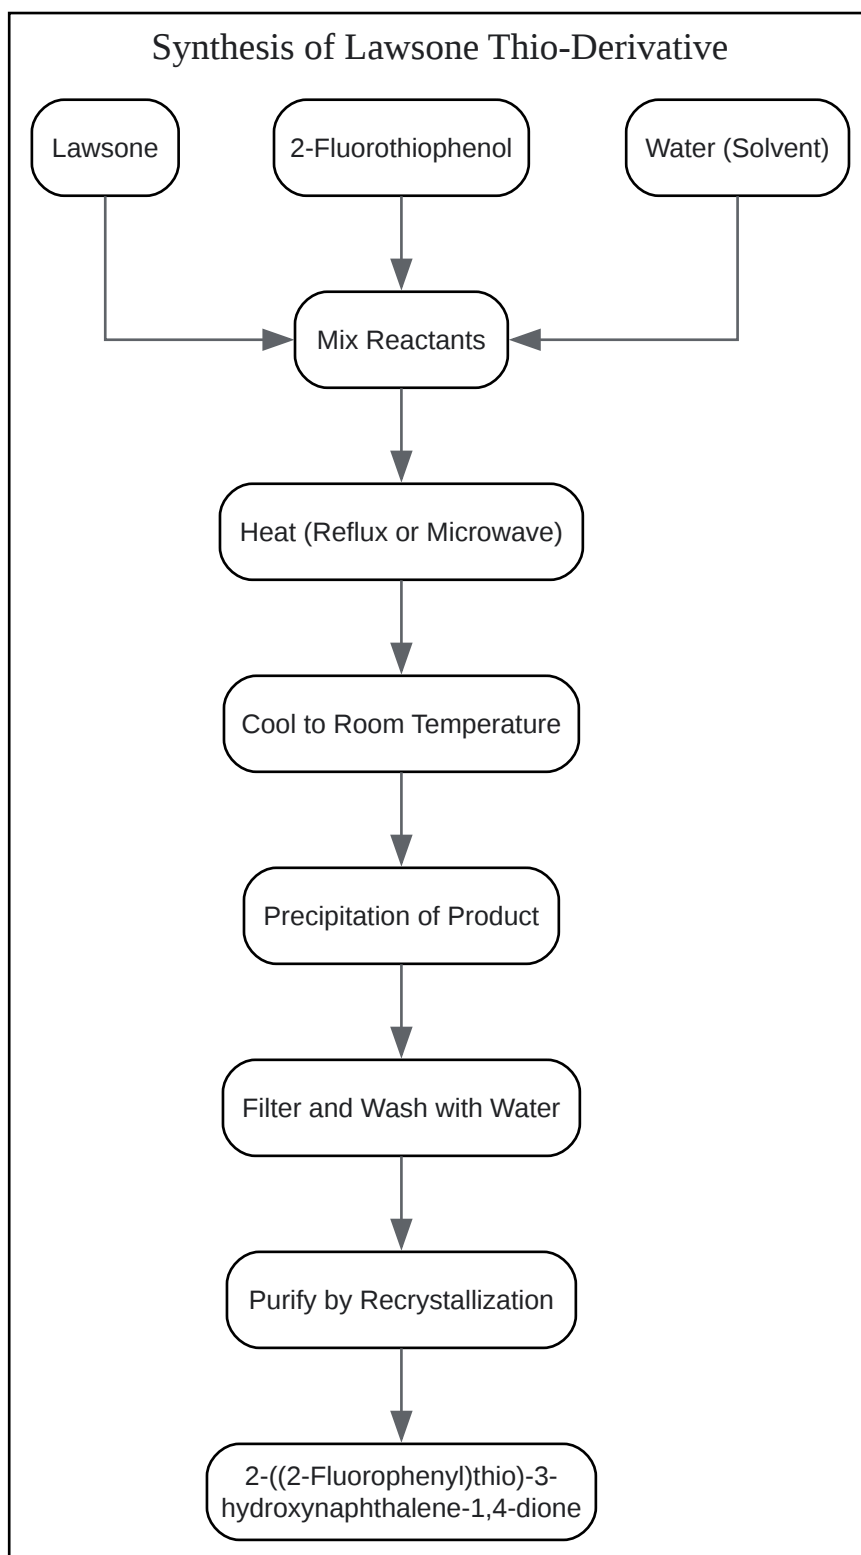 Synthesis of Lawsone Thio-Derivative
Lawsone
2-Fluorothiophenol
Water (Solvent)
Mix Reactants
Heat (Reflux or Microwave)
Cool to Room Temperature
Precipitation of Product
Filter and Wash with Water
Purify by Recrystallization
2-((2-Fluorophenyl)thio)-3-
hydroxynaphthalene-1,4-dione